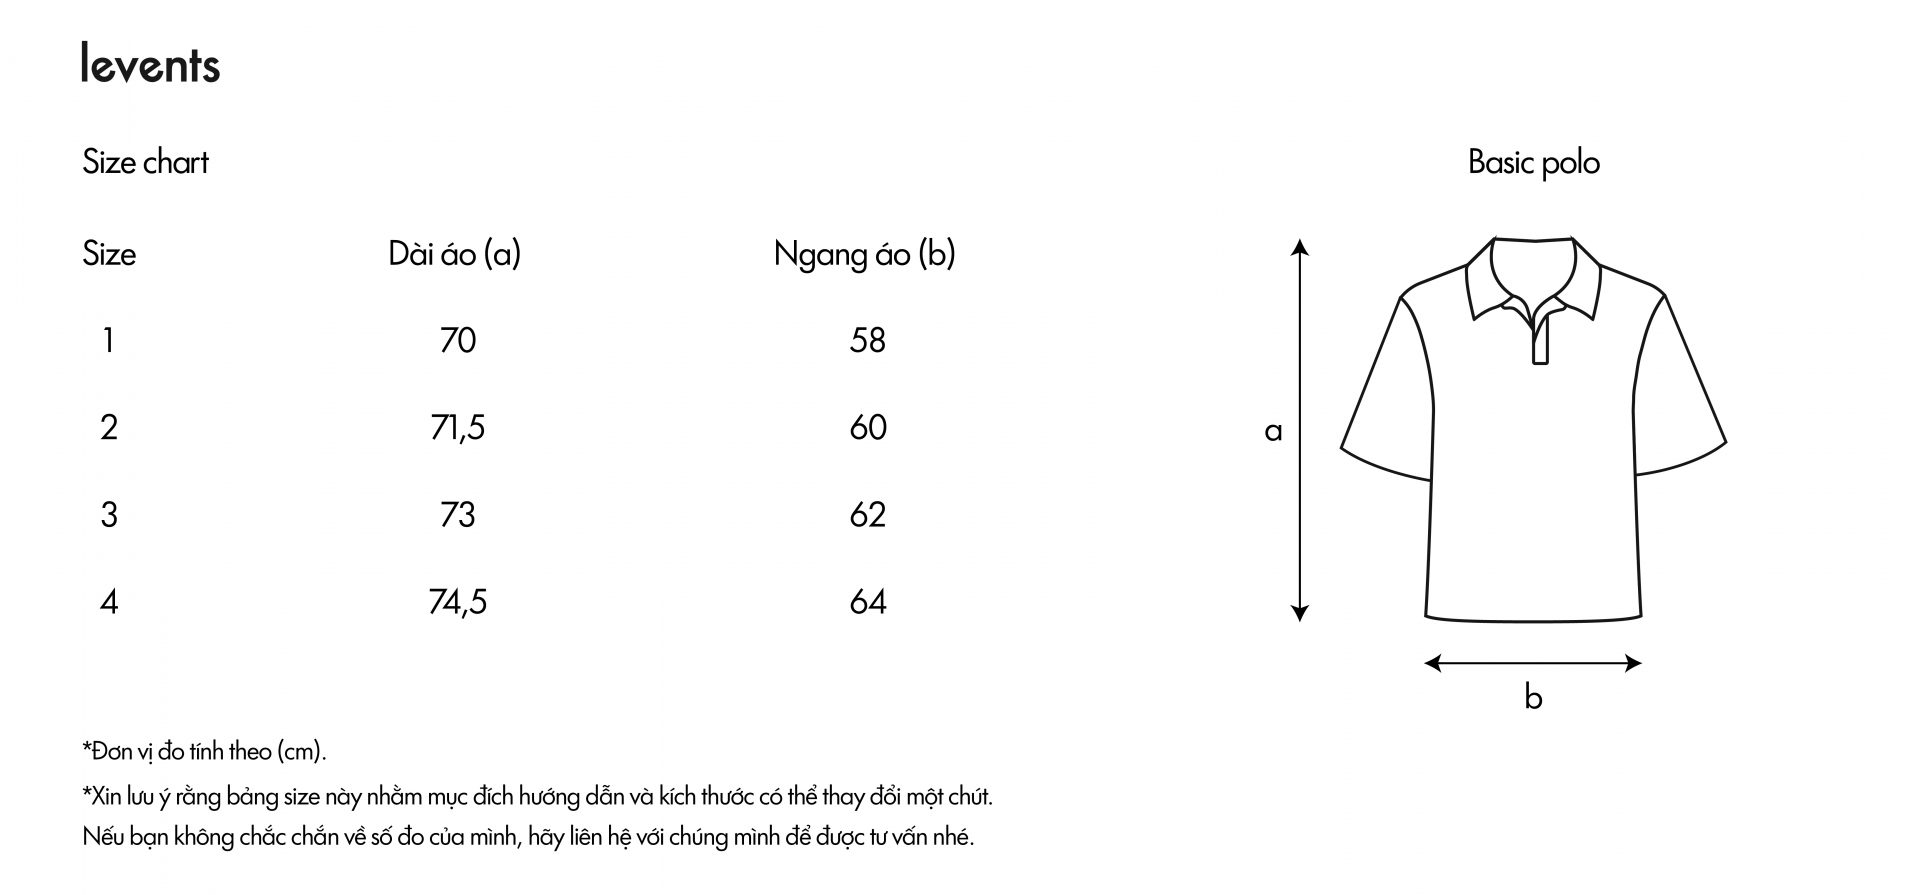 levents
Size chart
Basic polo
Size Dài áo (a) Ngang áo (b)
1 70 58
2 71,5 60
3 73 62
4 74,5 64
a
b
*Đơn vị đo tính theo (cm).
*Xin lưu ý rằng bảng size này nhằm mục đích hướng dẫn và kích thước có thể thay đổi một chút.
Nếu bạn không chắc chắn về số đo của mình, hãy liên hệ với chúng mình để được tư vấn nhé.